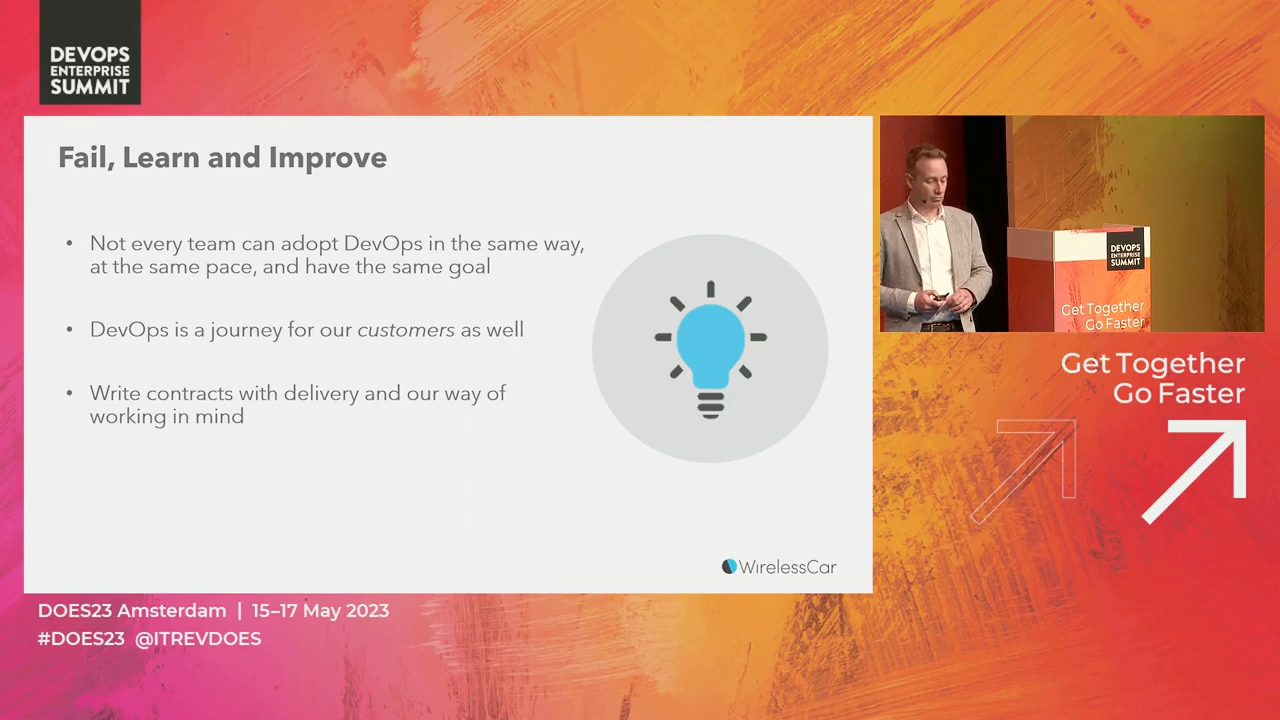 DEVOPS
ENTERPRISE
SUMMIT
Fail, Learn and Improve
• Not every team can adopt DevOps in the same way,
at the same pace, and have the same goal
• DevOps is a journey for our customers as well
• Write contracts with delivery and our way of
working in mind
WirelessCar
DEVOPS
ENTERPRISE
SUMMIT
Get Together
Go Faster
Get Together
Go Faster
DOES23 Amsterdam | 15–17 May 2023
#DOES23 @ITREVDOES